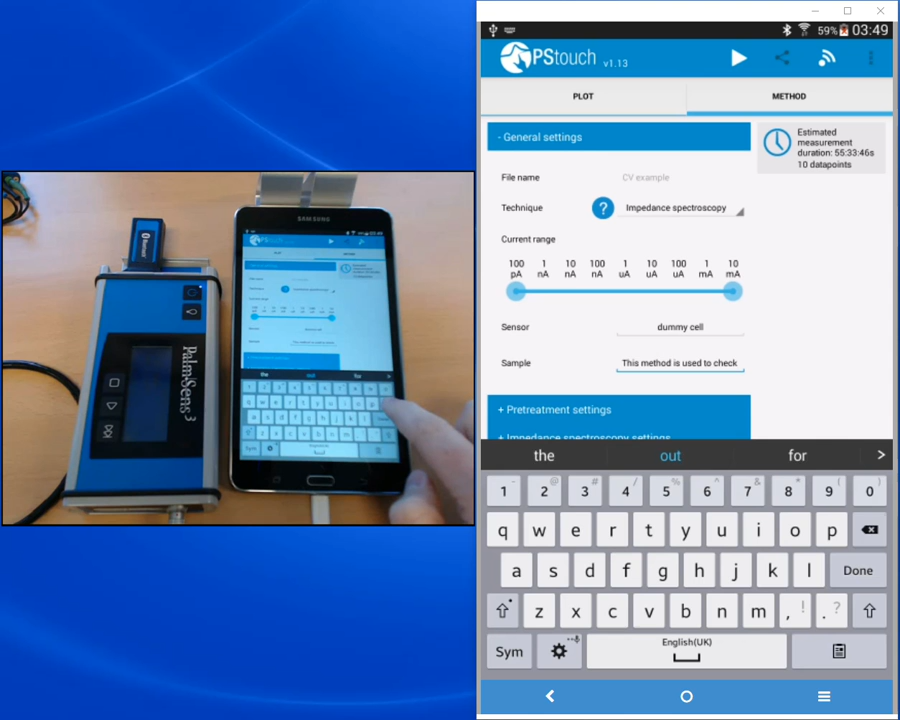 59% 03:49
PStouch v1.13
PLOT
METHOD
- General settings
Estimated
measurement
duration: 55:33:46s
10 datapoints
File name
CV example
Technique
?
Impedance spectroscopy
Current range
100 1 10 100 1 10 100 1 10
pA nA nA nA uA uA uA mA mA
Sensor
dummy cell
Sample
This method is used to check
+ Pretreatment settings
+ Impedance spectroscopy settings
the out for >
1 - 2 @ 3 # 4 / 5 % 6 ^ 7 & 8 * 9 ( 0 )
q w e r t y u i o p
a s d f g h j k l Done
z x c v b n m , ! . ?
Sym
English(UK)
SAMSUNG
PalmSens3
Bluetooth